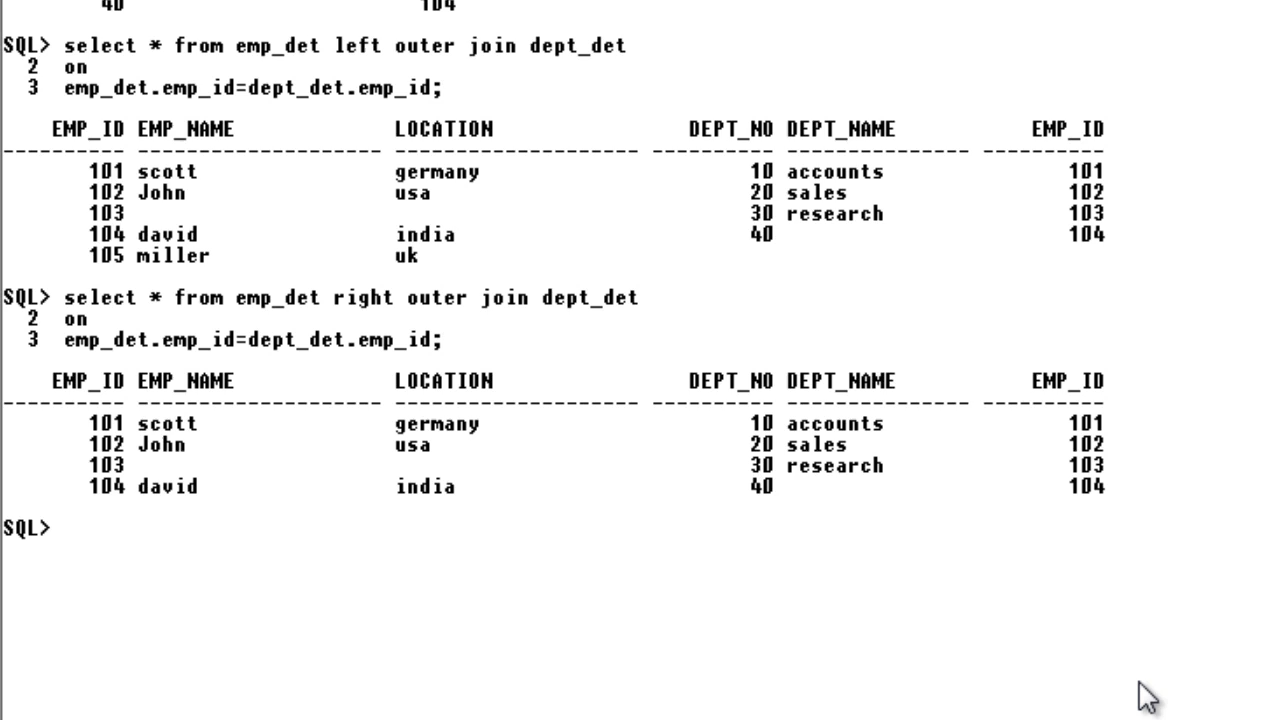 40 104
SQL> select * from emp_det left outer join dept_det
2 on
3 emp_det.emp_id=dept_det.emp_id;
EMP_ID EMP_NAME LOCATION DEPT_NO DEPT_NAME EMP_ID
---------- -------------------- -------------------- ---------- --------------- ----------
101 scott germany 10 accounts 101
102 John usa 20 sales 102
103 30 research 103
104 david india 40 104
105 miller uk
SQL> select * from emp_det right outer join dept_det
2 on
3 emp_det.emp_id=dept_det.emp_id;
EMP_ID EMP_NAME LOCATION DEPT_NO DEPT_NAME EMP_ID
---------- -------------------- -------------------- ---------- --------------- ----------
101 scott germany 10 accounts 101
102 John usa 20 sales 102
103 30 research 103
104 david india 40 104
SQL>